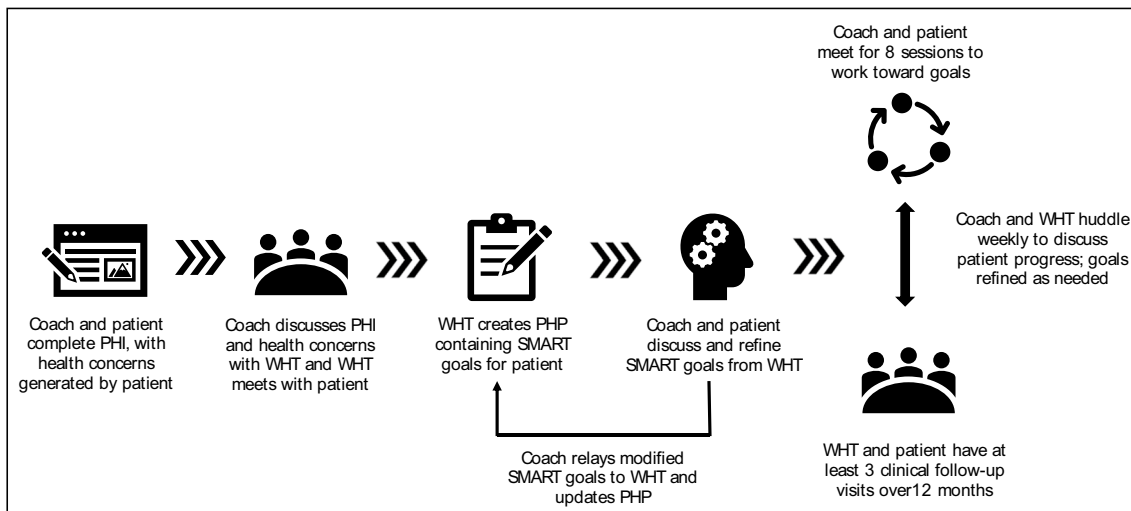 Coach and patient
complete PHI, with
health concerns
generated by patient
Coach discusses PHI
and health concerns
with WHT and WHT
meets with patient
WHT creates PHP
containing SMART
goals for patient
Coach and patient
discuss and refine
SMART goals from WHT
Coach relays modified
SMART goals to WHT and
updates PHP
Coach and patient
meet for 8 sessions to
work toward goals
Coach and WHT huddle
weekly to discuss
patient progress; goals
refined as needed
WHT and patient have at
least 3 clinical follow-up
visits over12 months